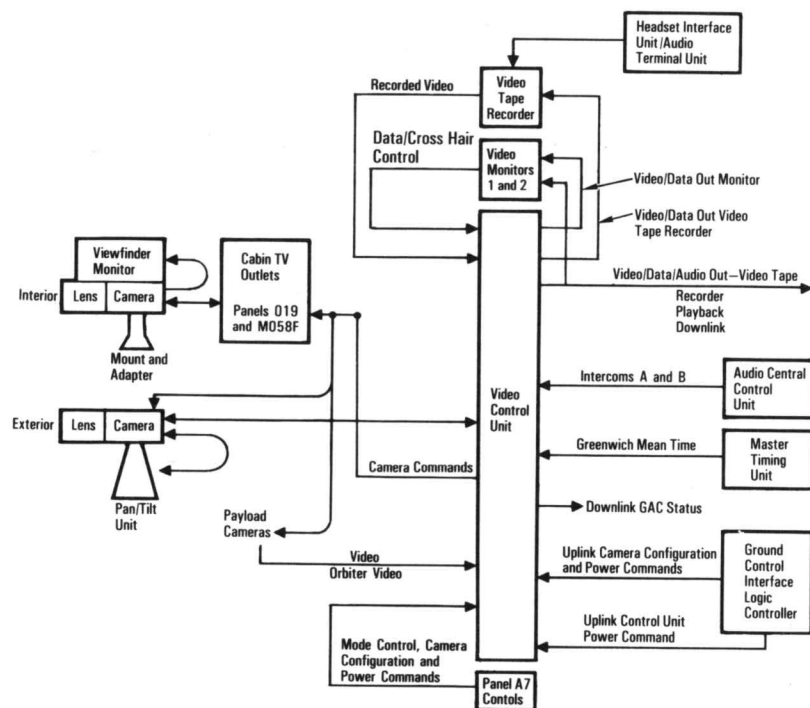 Headset Interface
Unit/Audio
Terminal Unit
Recorded Video
Video
Tape
Recorder
Data/Cross Hair
Control
Video
Monitors
1 and 2
Video/Data Out Monitor
Video/Data Out Video
Tape Recorder
Viewfinder
Monitor
Interior
Lens
Camera
Mount and
Adapter
Cabin TV
Outlets
Panels 019
and M058F
Video/Data/Audio Out—Video Tape
Recorder
Playback
Downlink
Exterior
Lens
Camera
Pan/Tilt
Unit
Video
Control
Unit
Intercoms A and B
Audio Central
Control
Unit
Greenwich Mean Time
Master
Timing
Unit
Camera Commands
Downlink GAC Status
Payload
Cameras
Video
Orbiter Video
Uplink Camera Configuration
and Power Commands
Ground
Control
Interface
Logic
Controller
Uplink Control Unit
Power Command
Mode Control, Camera
Configuration and
Power Commands
Panel A7
Contols